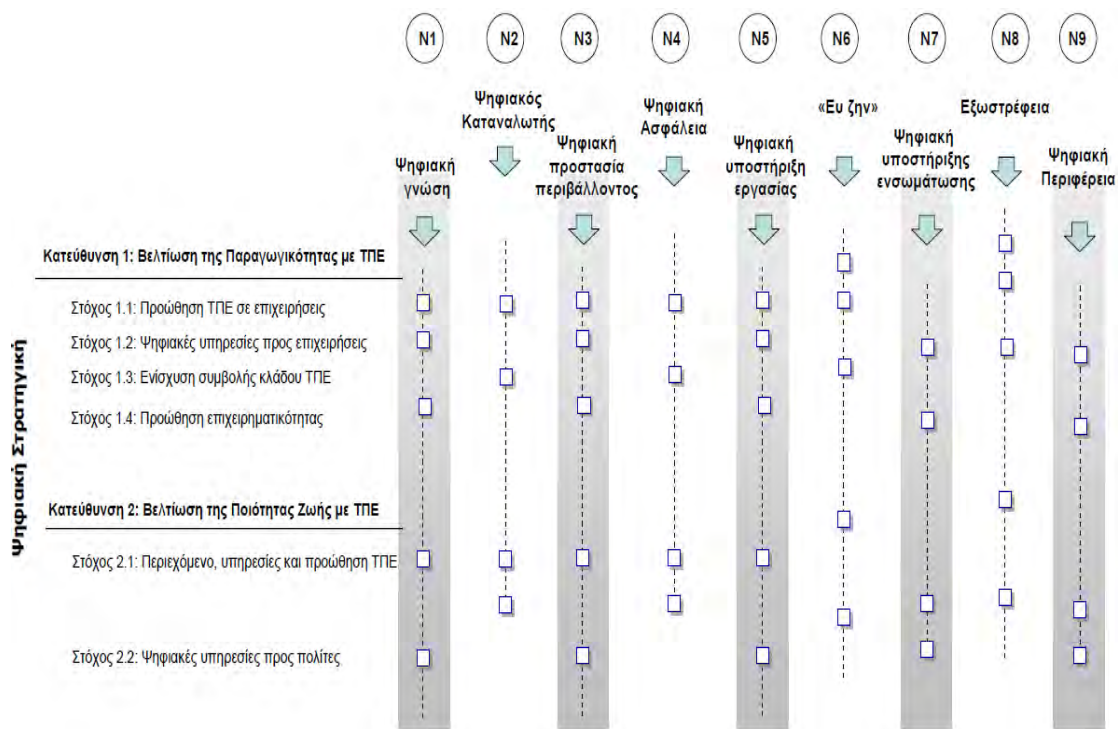 N1 N2 N3 N4 N5 N6 N7 N8 N9
Ψηφιακή
γνώση
Ψηφιακός
Καταναλωτής
Ψηφιακή
προστασία
περιβάλλοντος
Ψηφιακή
Ασφάλεια
Ψηφιακή
υποστήριξη
εργασίας
«Ευ ζην»
Ψηφιακή
υποστήριξης
ενσωμάτωσης
Εξωστρέφεια
Ψηφιακή
Περιφέρεια
Ψηφιακή Στρατηγική
Κατεύθυνση 1: Βελτίωση της Παραγωγικότητας με ΤΠΕ
Στόχος 1.1: Προώθηση ΤΠΕ σε επιχειρήσεις
Στόχος 1.2: Ψηφιακές υπηρεσίες προς επιχειρήσεις
Στόχος 1.3: Ενίσχυση συμβολής κλάδου ΤΠΕ
Στόχος 1.4: Προώθηση επιχειρηματικότητας
Κατεύθυνση 2: Βελτίωση της Ποιότητας Ζωής με ΤΠΕ
Στόχος 2.1: Περιεχόμενο, υπηρεσίες και προώθηση ΤΠΕ
Στόχος 2.2: Ψηφιακές υπηρεσίες προς πολίτες